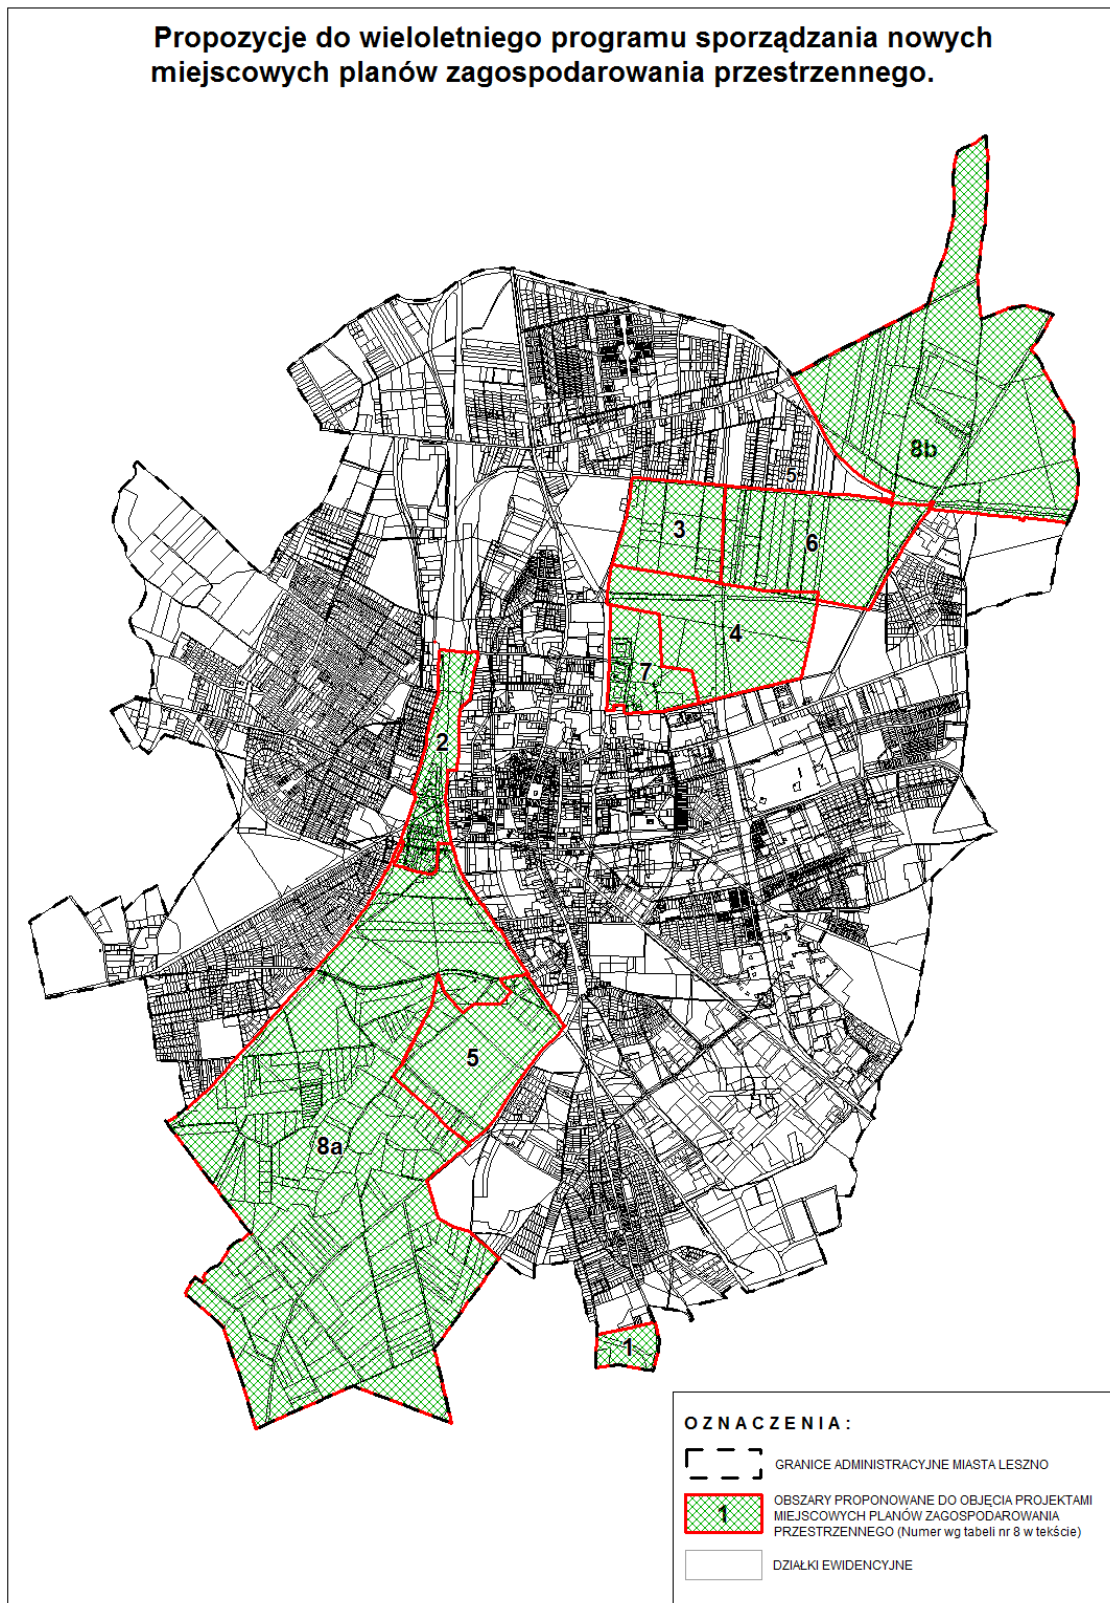 Propozycje do wieloletniego programu sporządzania nowych
miejscowych planów zagospodarowania przestrzennego.
8b
5
3
6
4
7
2
5
8a
1
OZNACZENIA:
GRANICE ADMINISTRACYJNE MIASTA LESZNO
1
OBSZARY PROPONOWANE DO OBJĘCIA PROJEKTAMI
MIEJSCOWYCH PLANÓW ZAGOSPODAROWANIA
PRZESTRZENNEGO (Numer wg tabeli nr 8 w tekście)
DZIAŁKI EWIDENCYJNE